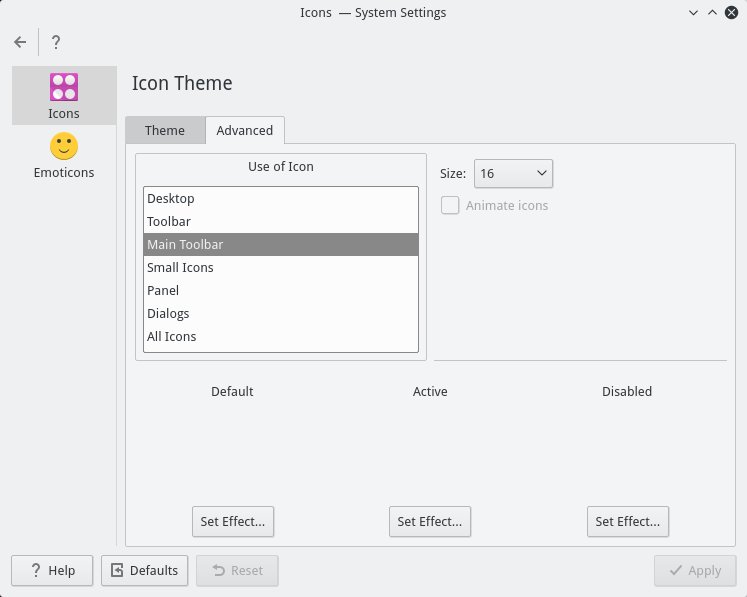 Icons — System Settings
?
Icons
Emoticons
Icon Theme
Theme
Advanced
Use of Icon
Desktop
Toolbar
Main Toolbar
Small Icons
Panel
Dialogs
All Icons
Size: 16
Animate icons
Default
Active
Disabled
Set Effect...
Set Effect...
Set Effect...
? Help
Defaults
Reset
Apply